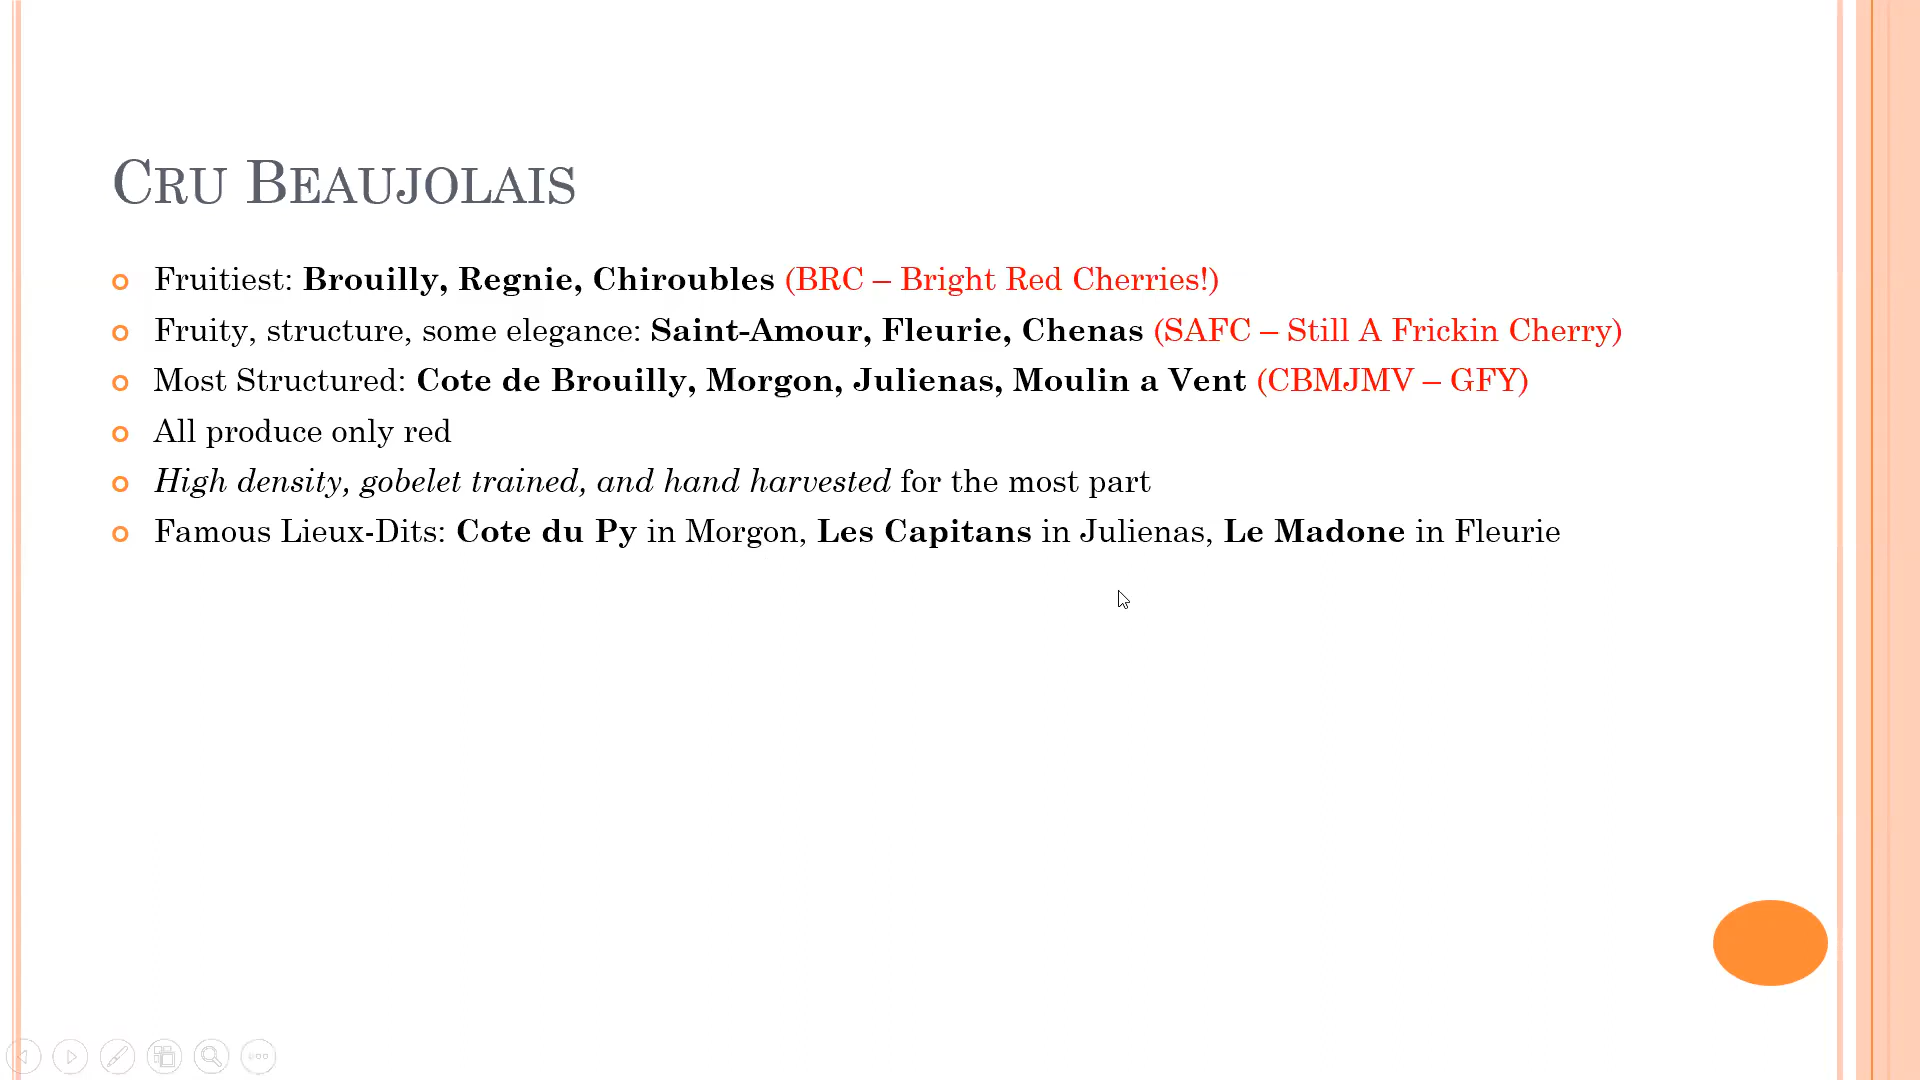 CRU BEAUJOLAIS
Fruitiest: Brouilly, Regnie, Chiroubles (BRC – Bright Red Cherries!)
Fruity, structure, some elegance: Saint-Amour, Fleurie, Chenas (SAFC – Still A Frickin Cherry)
Most Structured: Cote de Brouilly, Morgon, Julienas, Moulin a Vent (CBMJMV – GFY)
All produce only red
High density, gobelet trained, and hand harvested for the most part
Famous Lieux-Dits: Cote du Py in Morgon, Les Capitans in Julienas, Le Madone in Fleurie